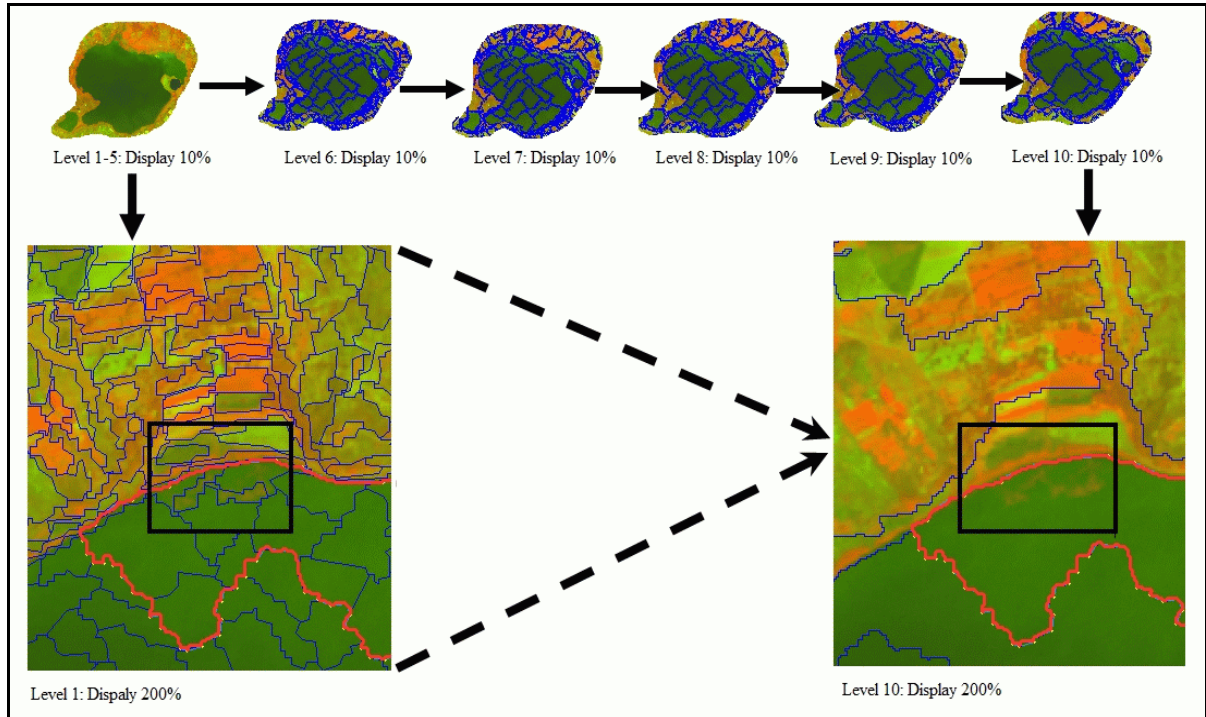 Level 1-5: Display 10%
Level 6: Display 10%
Level 7: Display 10%
Level 8: Display 10%
Level 9: Display 10%
Level 10: Dispaly 10%
Level 1: Dispaly 200%
Level 10: Display 200%